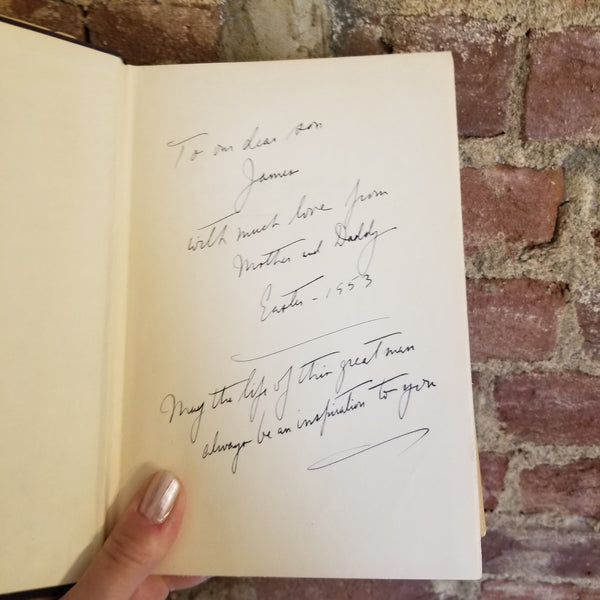 To our dear son
James
with much love from
Mother and Daddy
Easter - 1953
May the life of this great man
always be an inspiration to you